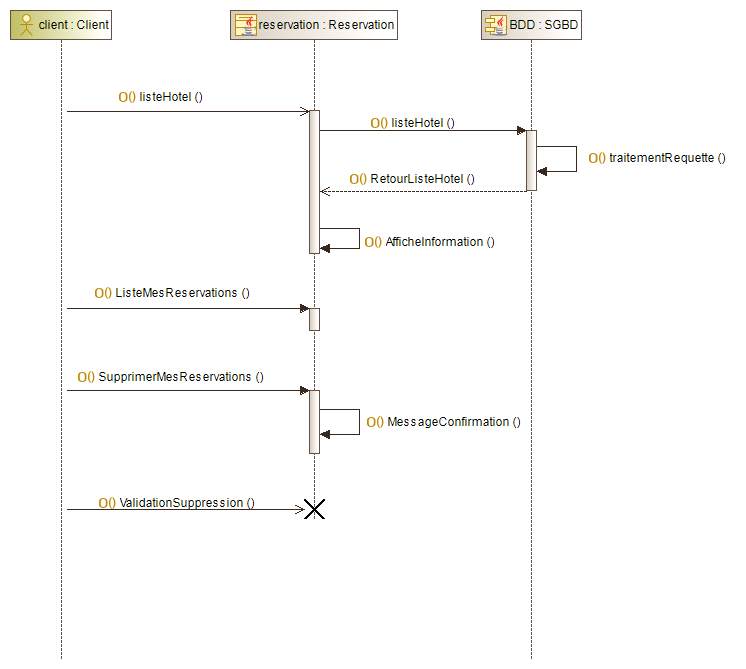 client : Client
reservation : Reservation
BDD : SGBD
O() listeHotel ()
O() listeHotel ()
O() traitementRequette ()
O() RetourListeHotel ()
O() AfficheInformation ()
O() ListeMesReservations ()
O() SupprimerMesReservations ()
O() MessageConfirmation ()
O() ValidationSuppression ()